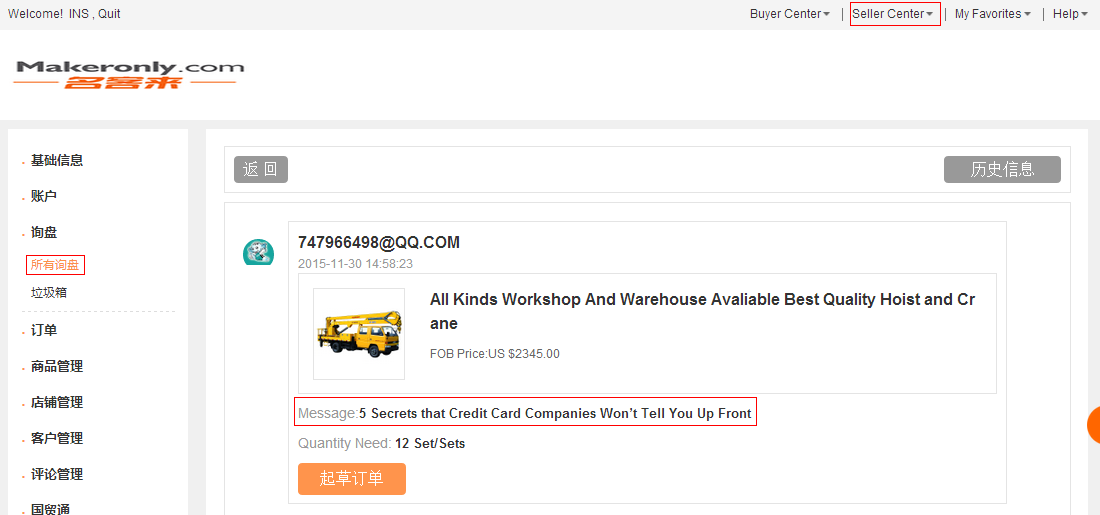 Welcome! INS , Quit
Buyer Center
Seller Center
My Favorites
Help
Makeronly.com
名客来
基础信息
账户
询盘
所有询盘
垃圾箱
订单
商品管理
店铺管理
客户管理
评论管理
国贸通
返 回
历史信息
747966498@QQ.COM
2015-11-30 14:58:23
All Kinds Workshop And Warehouse Avaliable Best Quality Hoist and Cr
ane
FOB Price:US $2345.00
Message:5 Secrets that Credit Card Companies Won't Tell You Up Front
Quantity Need: 12 Set/Sets
起草订单